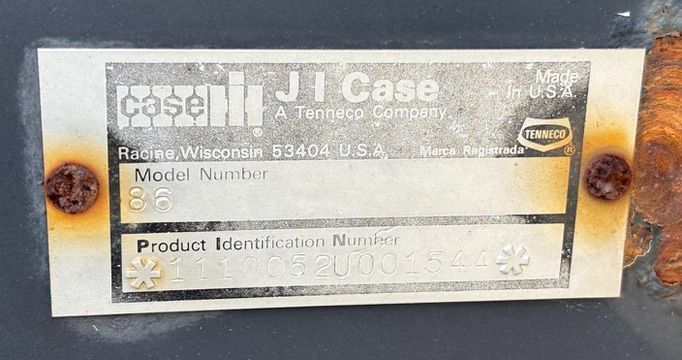 CASE IH
®
J I Case
A Tenneco Company
Made
in U.S.A.
TENNECO
®
Racine, Wisconsin 53404 U.S.A.
Marca Registrada
Model Number
86
Product Identification Number
*1110052U001544*